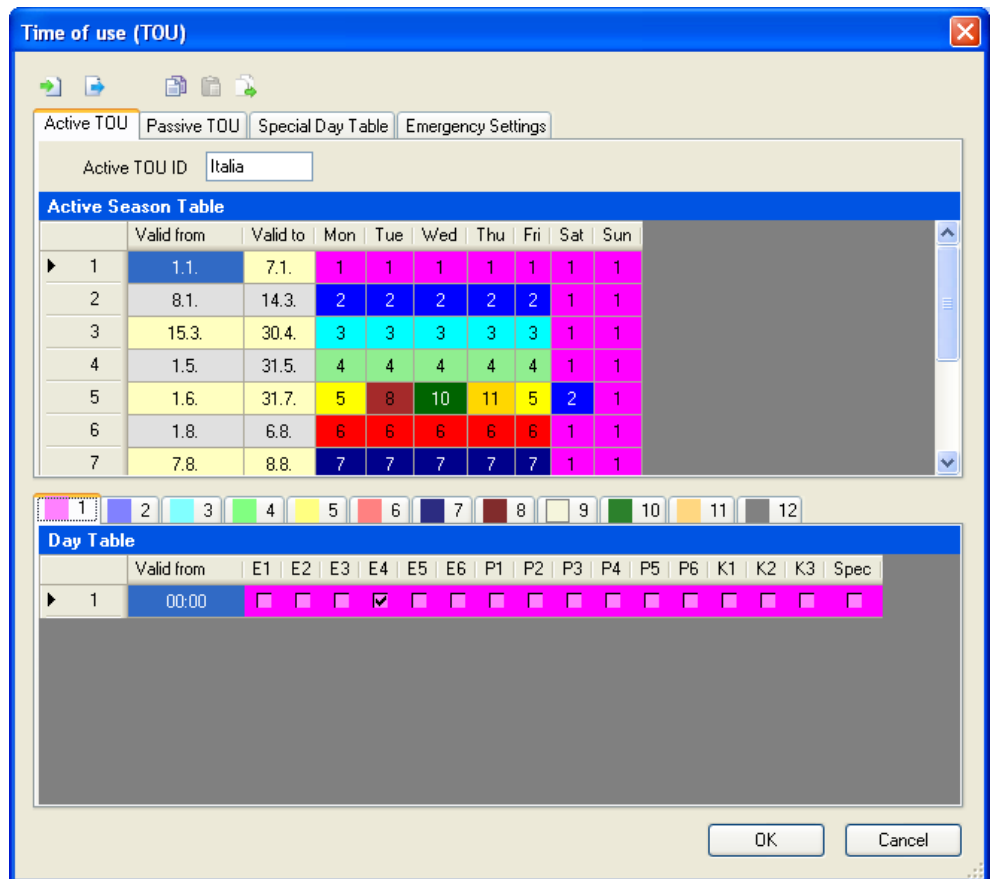 Time of use (TOU)
Active TOU Passive TOU Special Day Table Emergency Settings
Active TOU ID Italia
Active Season Table
Valid from Valid to Mon Tue Wed Thu Fri Sat Sun
1 1.1. 7.1. 1 1 1 1 1 1 1
2 8.1. 14.3. 2 2 2 2 2 1 1
3 15.3. 30.4. 3 3 3 3 3 1 1
4 1.5. 31.5. 4 4 4 4 4 1 1
5 1.6. 31.7. 5 8 10 11 5 2 1
6 1.8. 6.8. 6 6 6 6 6 1 1
7 7.8. 8.8. 7 7 7 7 7 1 1
1 2 3 4 5 6 7 8 9 10 11 12
Day Table
Valid from E1 E2 E3 E4 E5 E6 P1 P2 P3 P4 P5 P6 K1 K2 K3 Spec
1 00:00
OK Cancel